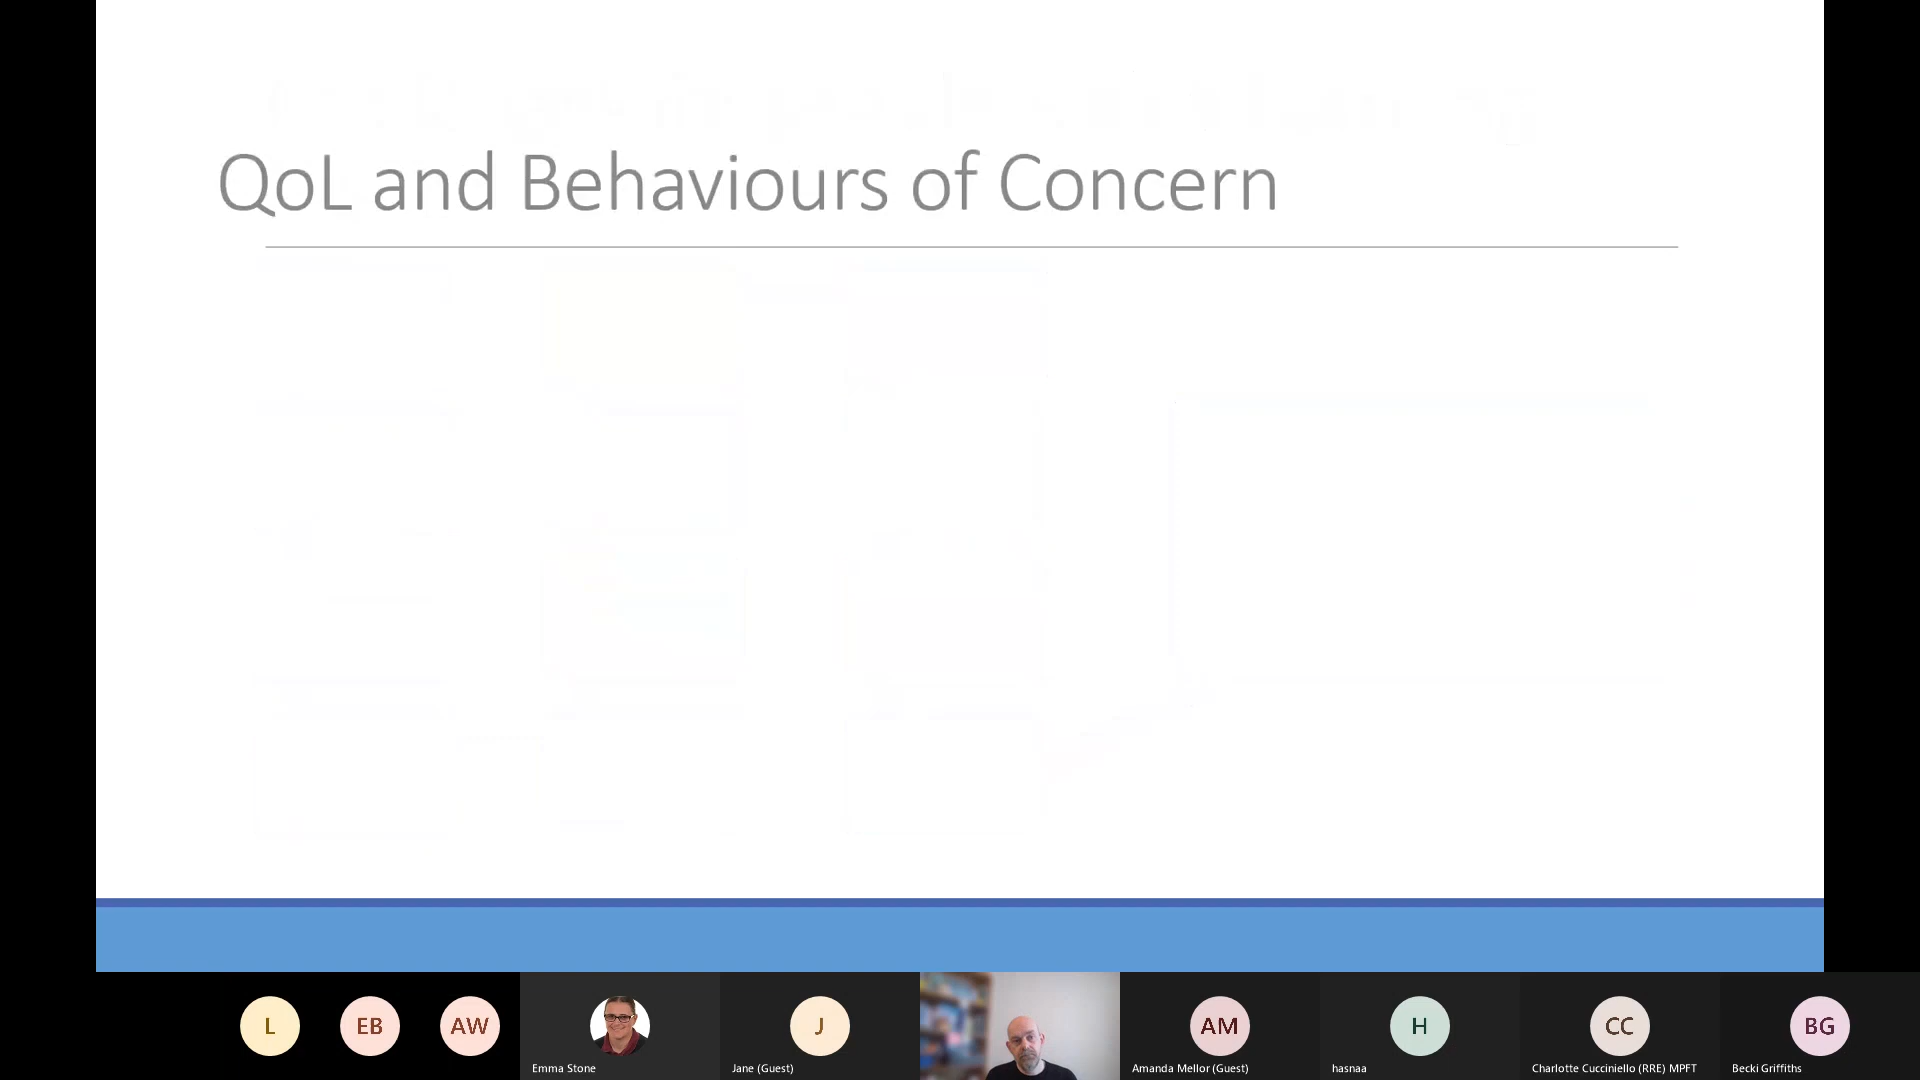 QoL and Behaviours of Concern
L
EB
AW
J
AM
H
CC
BG
Emma Stone
Jane (Guest)
Amanda Mellor (Guest)
hasnaa
Charlotte Cucciniello (RRE) MPFT
Becki Griffiths